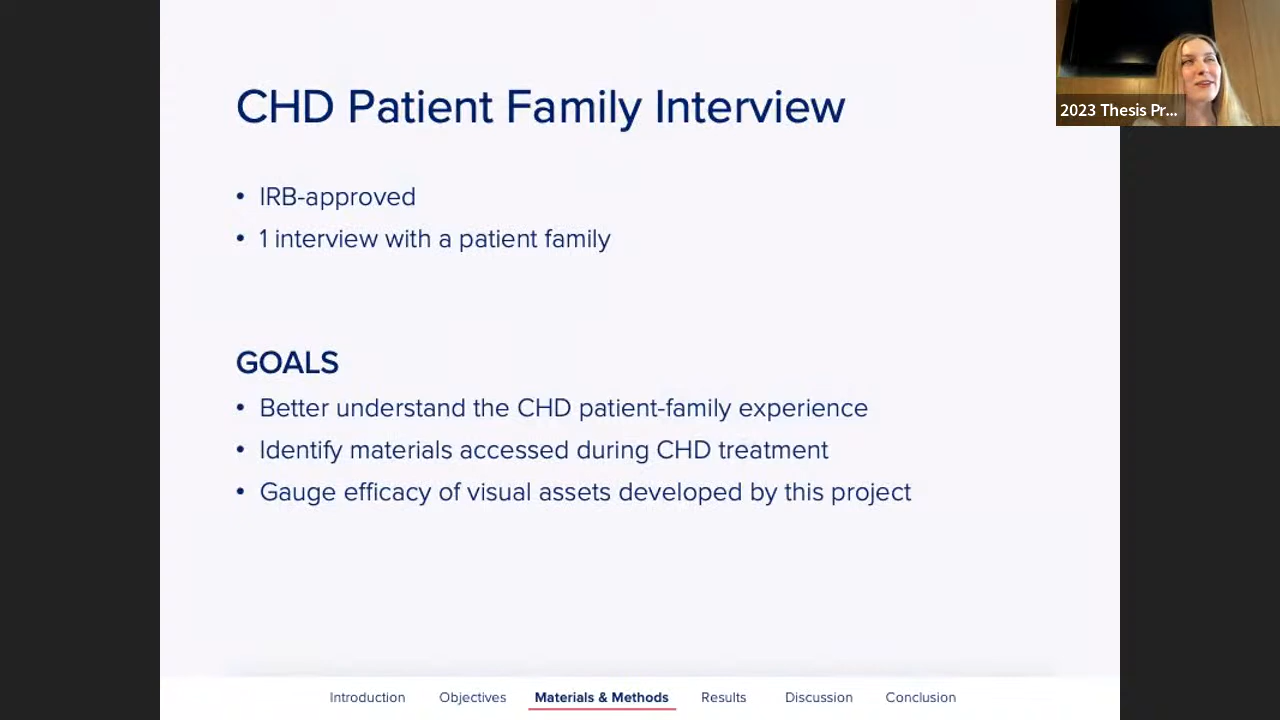 CHD Patient Family Interview
2023 Thesis Pr...
• IRB-approved
• 1 interview with a patient family
GOALS
• Better understand the CHD patient-family experience
• Identify materials accessed during CHD treatment
• Gauge efficacy of visual assets developed by this project
Introduction Objectives Materials & Methods Results Discussion Conclusion